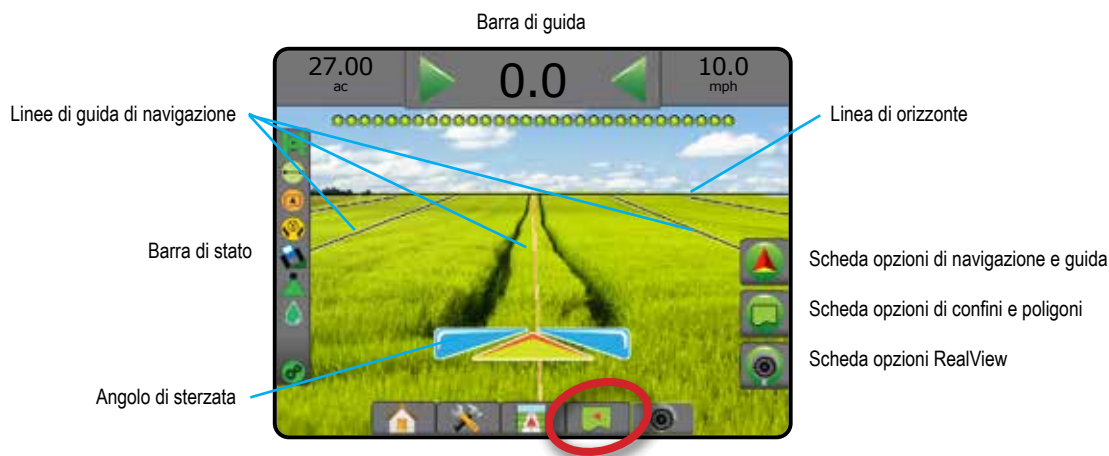 Barra di guida
27.00
ac
0.0
10.0
mph
Linee di guida di navigazione
Linea di orizzonte
Barra di stato
Scheda opzioni di navigazione e guida
Scheda opzioni di confini e poligoni
Scheda opzioni RealView
Angolo di sterzata